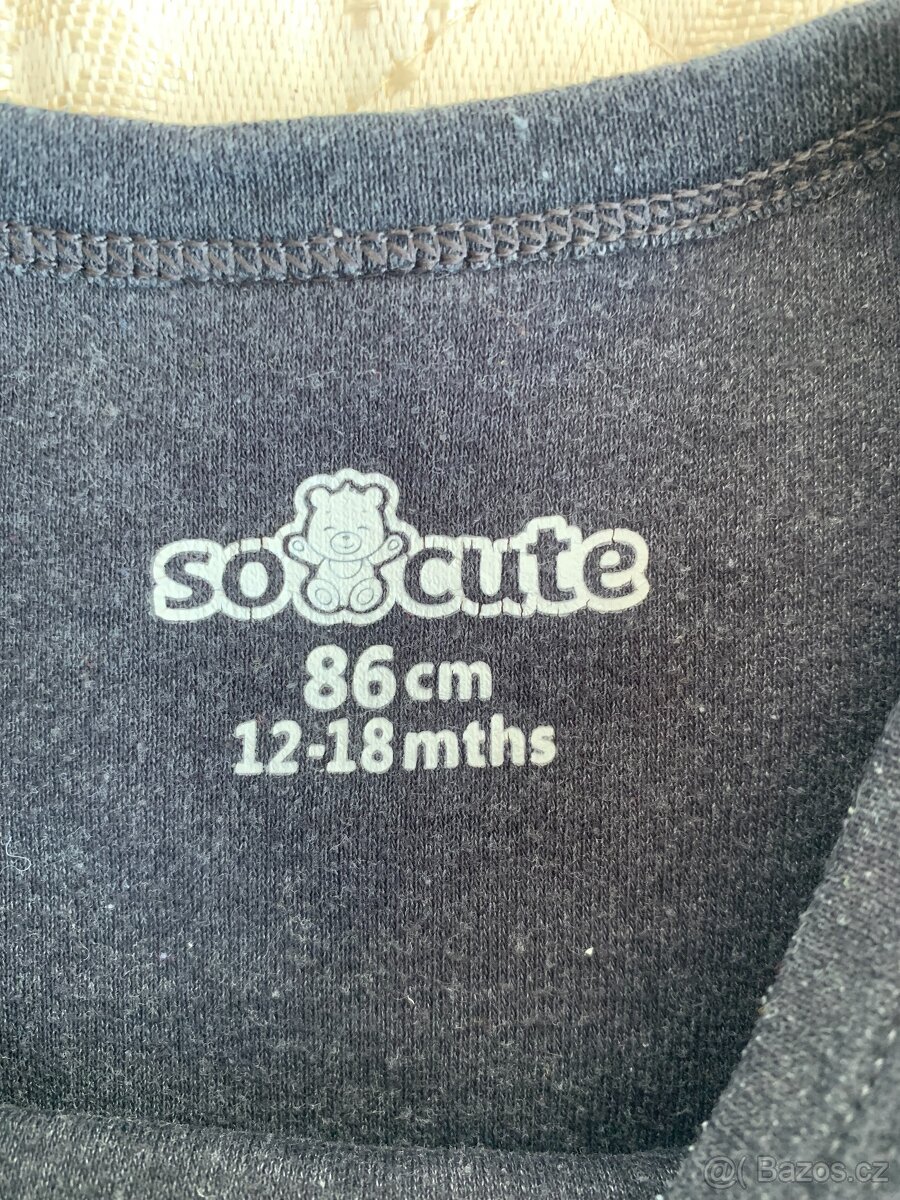 so cute
86 cm
12-18 mths
@( Bazos.cz